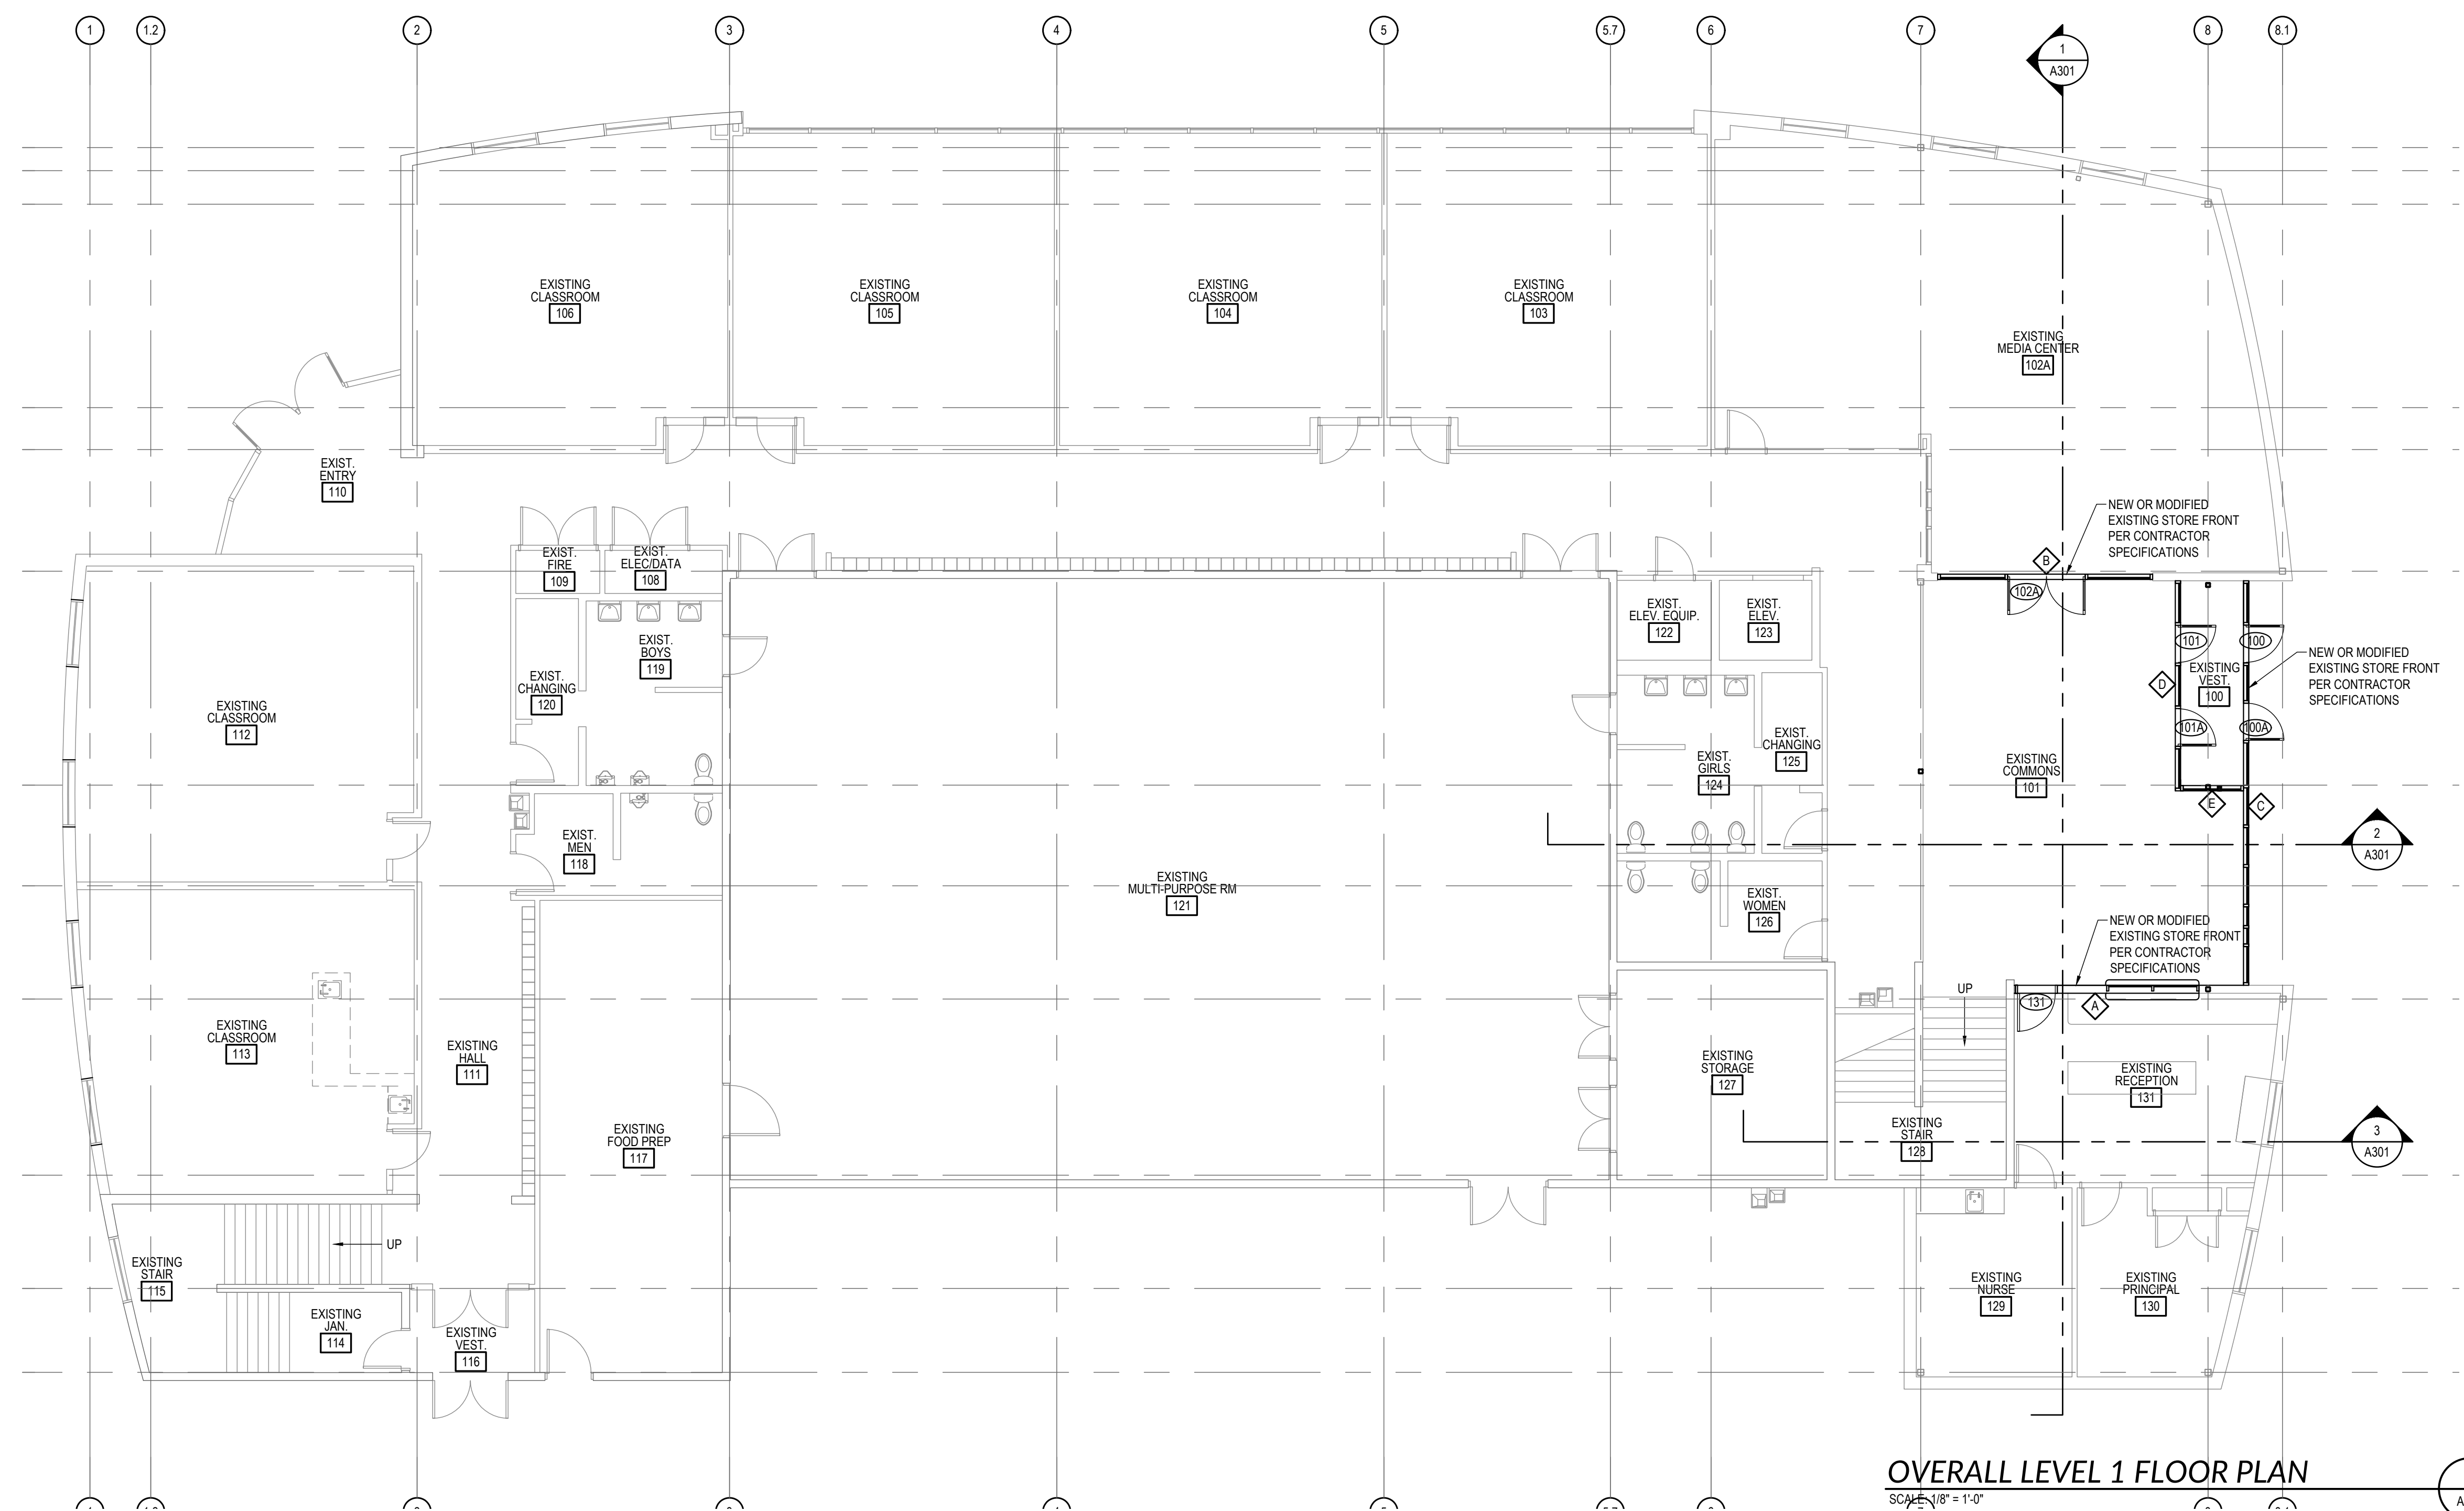 1
1.2
2
3
4
5
5.7
6
7
8
8.1
1
A301
EXISTING
CLASSROOM
106
EXISTING
CLASSROOM
105
EXISTING
CLASSROOM
104
EXISTING
CLASSROOM
103
EXISTING
MEDIA CENTER
102A
EXIST.
ENTRY
110
NEW OR MODIFIED
EXISTING STORE FRONT
PER CONTRACTOR
SPECIFICATIONS
B
102A
EXIST.
FIRE
109
EXIST.
ELEC/DATA
108
EXIST.
BOYS
119
EXIST.
CHANGING
120
EXIST.
ELEV. EQUIP.
122
EXIST.
ELEV.
123
101
100
NEW OR MODIFIED
EXISTING STORE FRONT
PER CONTRACTOR
SPECIFICATIONS
EXISTING
VEST.
100
D
101A
100A
EXISTING
CLASSROOM
112
EXIST.
CHANGING
125
EXIST.
GIRLS
124
EXISTING
COMMONS
101
E
C
2
A301
EXIST.
MEN
118
EXISTING
MULTI-PURPOSE RM
121
EXIST.
WOMEN
126
NEW OR MODIFIED
EXISTING STORE FRONT
PER CONTRACTOR
SPECIFICATIONS
UP
131
A
EXISTING
CLASSROOM
113
EXISTING
HALL
111
EXISTING
STORAGE
127
EXISTING
RECEPTION
131
EXISTING
FOOD PREP
117
EXISTING
STAIR
128
3
A301
UP
EXISTING
STAIR
115
EXISTING
JAN.
114
EXISTING
VEST.
116
EXISTING
NURSE
129
EXISTING
PRINCIPAL
130
OVERALL LEVEL 1 FLOOR PLAN
SCALE: 1/8" = 1'-0"